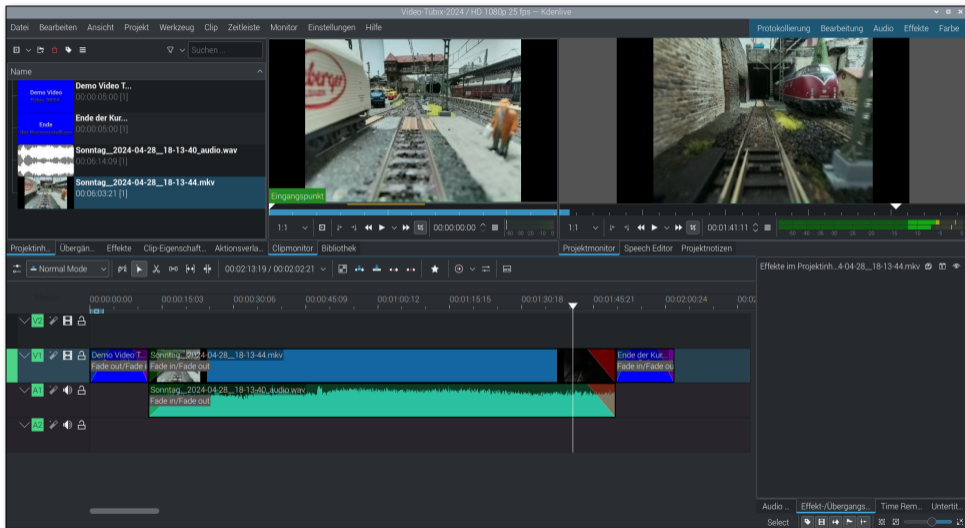 Video-Tübix-2024 / HD 1080p 25 fps – Kdenlive
Datei Bearbeiten Ansicht Projekt Werkzeug Clip Zeitleiste Monitor Einstellungen Hilfe
Protokollierung Bearbeitung Audio Effekte Farbe
Suchen ...
Name
Demo Video
Demo Video T...
00:00:05:00 [1]
Ende
Ende der Kur...
00:00:05:00 [1]
Sonntag__2024-04-28__18-13-40_audio.wav
00:06:14:09 [1]
Sonntag__2024-04-28__18-13-44.mkv
00:06:03:21 [1]
Eingangspunkt
1:1 00:00:00:00
1:1 00:01:41:11
Projektinh... Übergän... Effekte Clip-Eigenschaft... Aktionsverla... Clipmonitor Bibliothek
Projektmonitor Speech Editor Projektnotizen
Normal Mode 00:02:13:19 / 00:02:02:21
Effekte im Projektinh...4-04-28__18-13-44.mkv
00:00:00:00 00:00:15:03 00:00:30:06 00:00:45:09 00:01:00:12 00:01:15:15 00:01:30:18 00:01:45:21 00:02:00:24 00:02
V2
V1 Demo Video T... Sonntag__2024-04-28__18-13-44.mkv Ende der Kur...
Fade out/Fade i Fade in/Fade out Fade in/Fade ou
A1 Sonntag__2024-04-28__18-13-40_audio.wav
Fade in/Fade out
A2
Audio ... Effekt-/Übergangs... Time Rem... Untertit...
Select